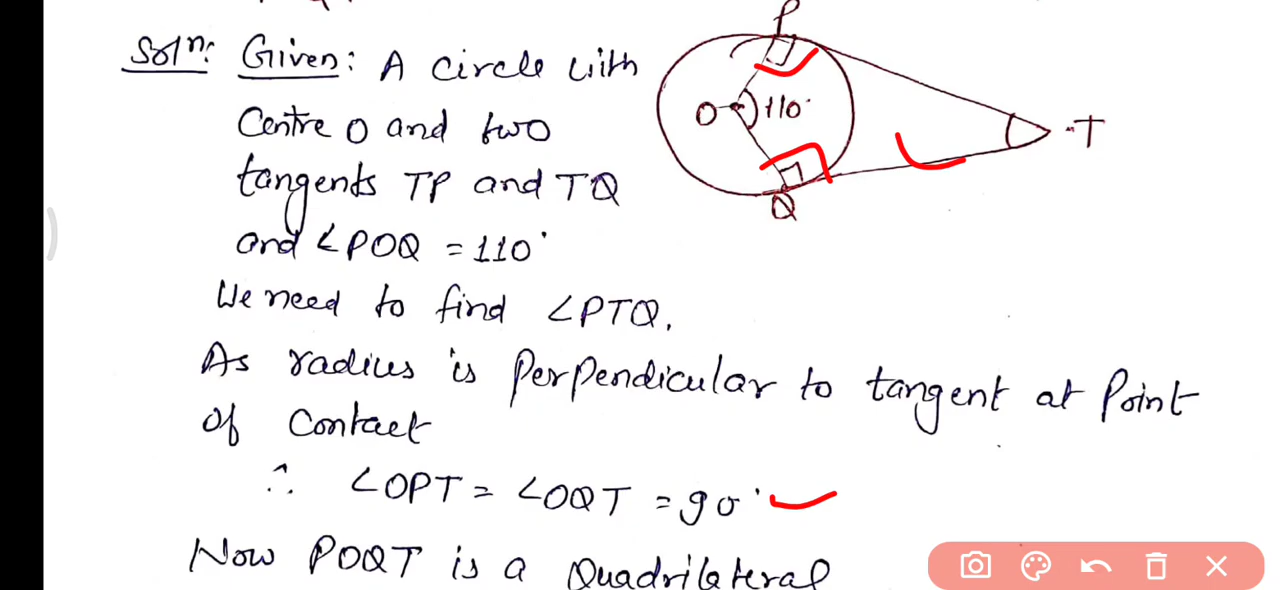 Soln: Given: A circle with
Centre O and two
tangents TP and TQ
and ∠POQ = 110°
We need to find ∠PTQ.
As radius is perpendicular to tangent at Point
of Contact
∴ ∠OPT = ∠OQT = 90°
Now POQT is a Quadrilateral
P
O 110°
T
Q